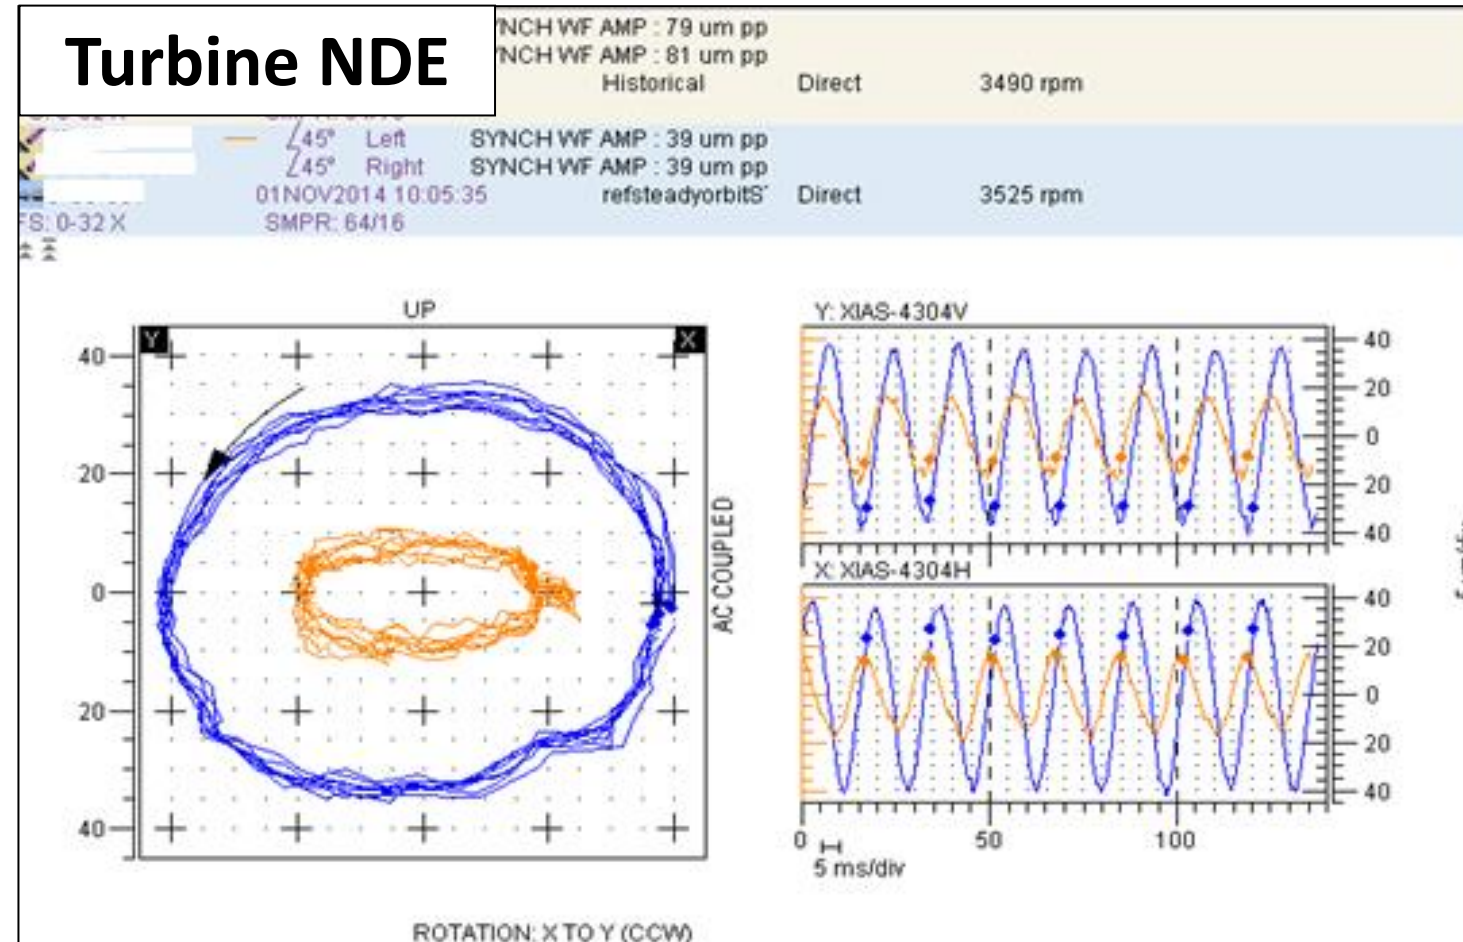 Turbine NDE
YNCH WF AMP : 79 um pp
YNCH WF AMP : 81 um pp
Historical Direct 3490 rpm
∠45° Left SYNCH WF AMP : 39 um pp
∠45° Right SYNCH WF AMP : 39 um pp
01NOV2014 10:05:35 refsteadyorbitS Direct 3525 rpm
FS: 0-32 X SMPR: 64/16
UP
Y X
40
20
0
20
40
AC COUPLED
ROTATION: X TO Y (CCW)
Y: XIAS-4304V
40
20
0
20
40
X: XIAS-4304H
40
20
0
20
40
0 50 100
5 ms/div